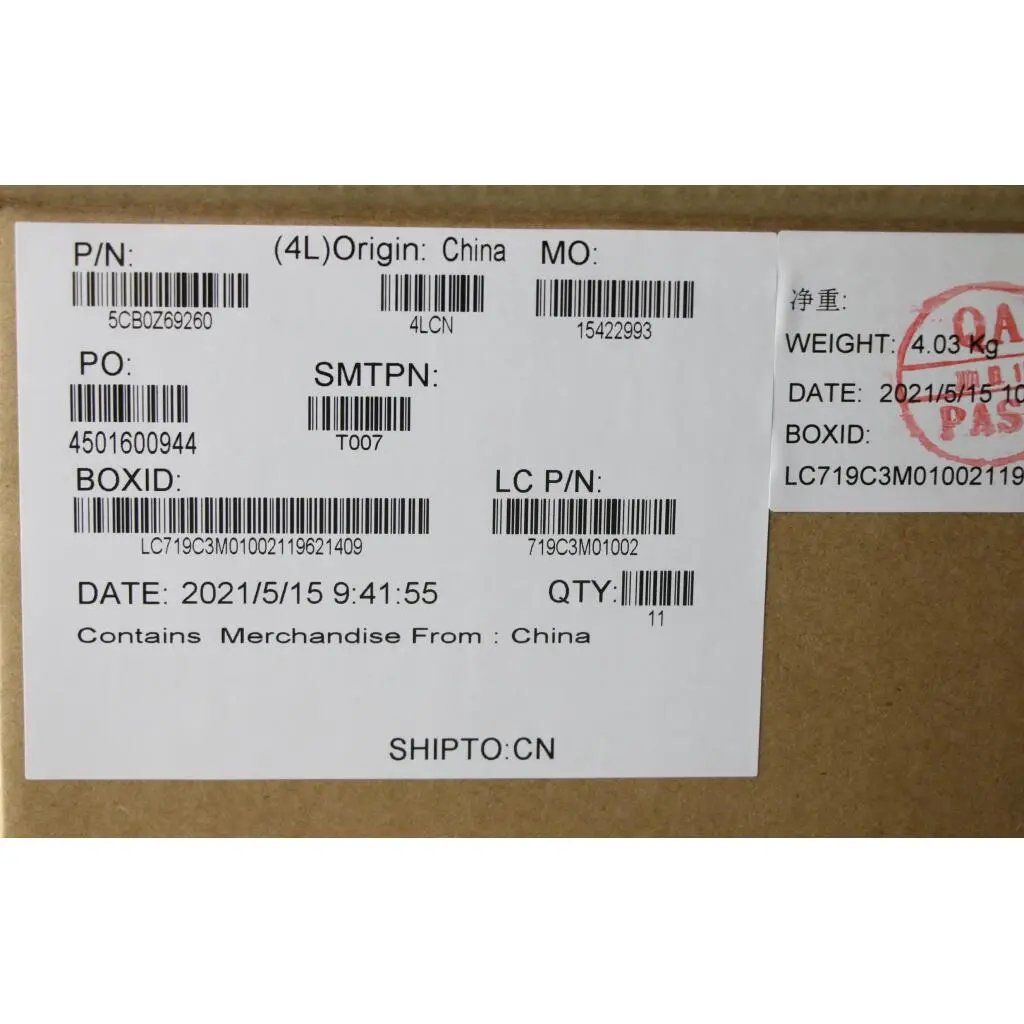 P/N: (4L)Origin: China MO:
5CB0Z69260 4LCN 15422993
PO: SMTPN:
4501600944 T007
BOXID: LC P/N:
LC719C3M01002119621409 719C3M01002
DATE: 2021/5/15 9:41:55 QTY:
11
Contains Merchandise From : China
SHIPTO:CN
净重:
WEIGHT: 4.03 Kg
DATE: 2021/5/15 10
BOXID:
LC719C3M01002119
QA
PAS